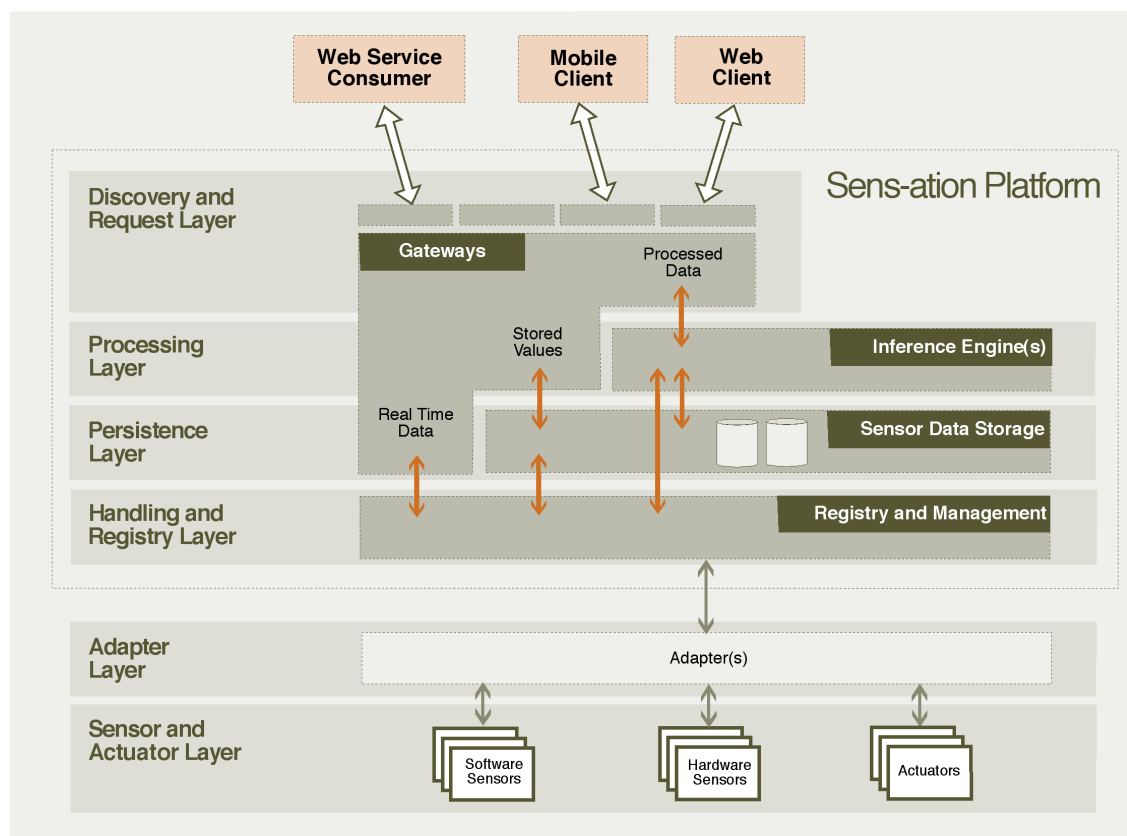 Web Service
Consumer
Mobile
Client
Web
Client
Sens-ation Platform
Discovery and
Request Layer
Gateways
Processed
Data
Processing
Layer
Stored
Values
Inference Engine(s)
Persistence
Layer
Real Time
Data
Sensor Data Storage
Handling and
Registry Layer
Registry and Management
Adapter
Layer
Adapter(s)
Sensor and
Actuator Layer
Software
Sensors
Hardware
Sensors
Actuators